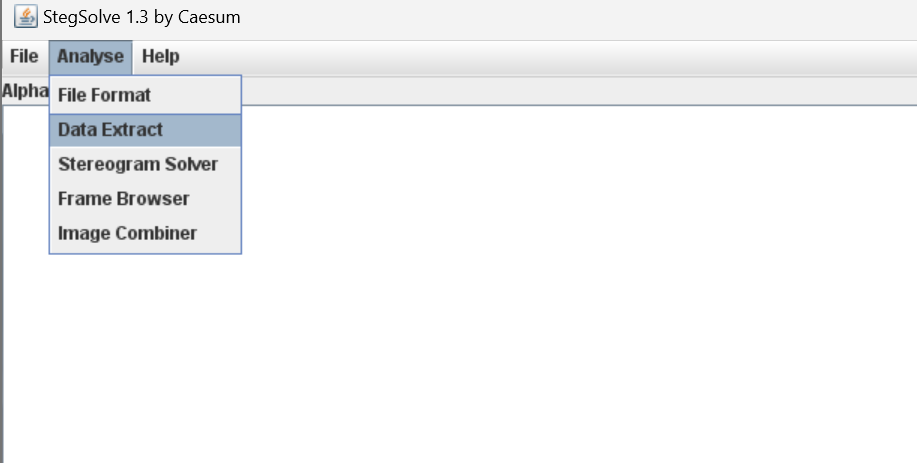 StegSolve 1.3 by Caesum
File Analyse Help
Alpha
File Format
Data Extract
Stereogram Solver
Frame Browser
Image Combiner